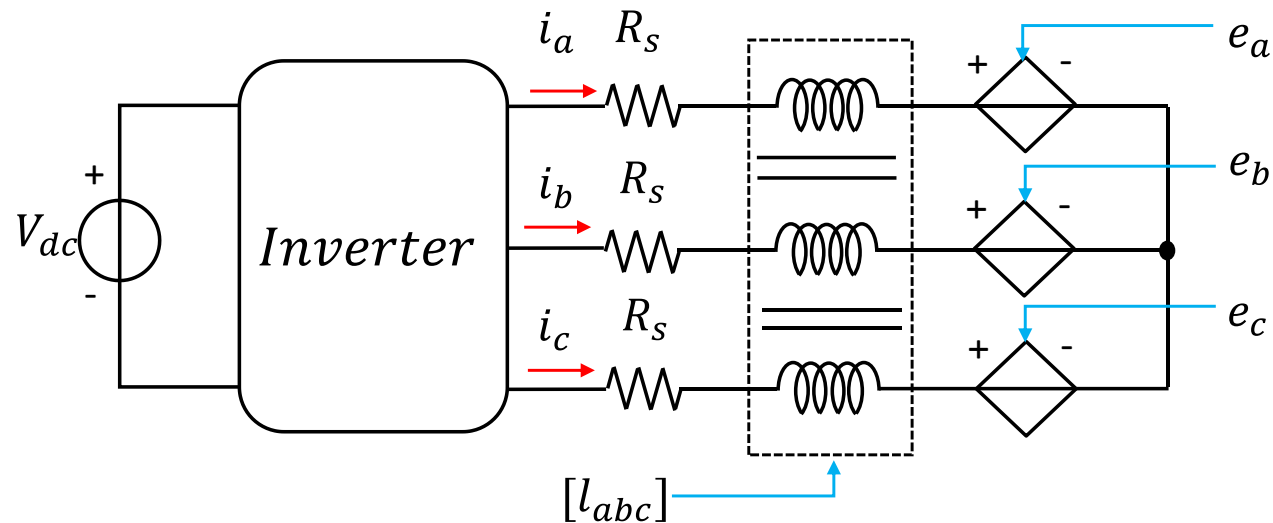 i_a R_s e_a
+ -
+
V_dc
-
Inverter
i_b R_s e_b
+ -
i_c R_s e_c
+ -
[l_abc]